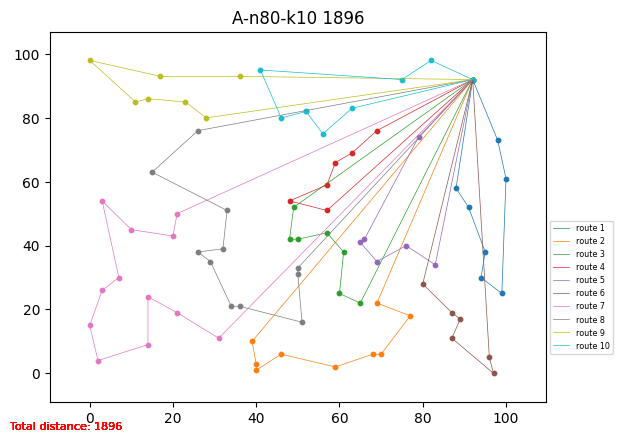 A-n80-k10 1896
100
80
60
40
20
0
0 20 40 60 80 100
route 1
route 2
route 3
route 4
route 5
route 6
route 7
route 8
route 9
route 10
Total distance: 1896